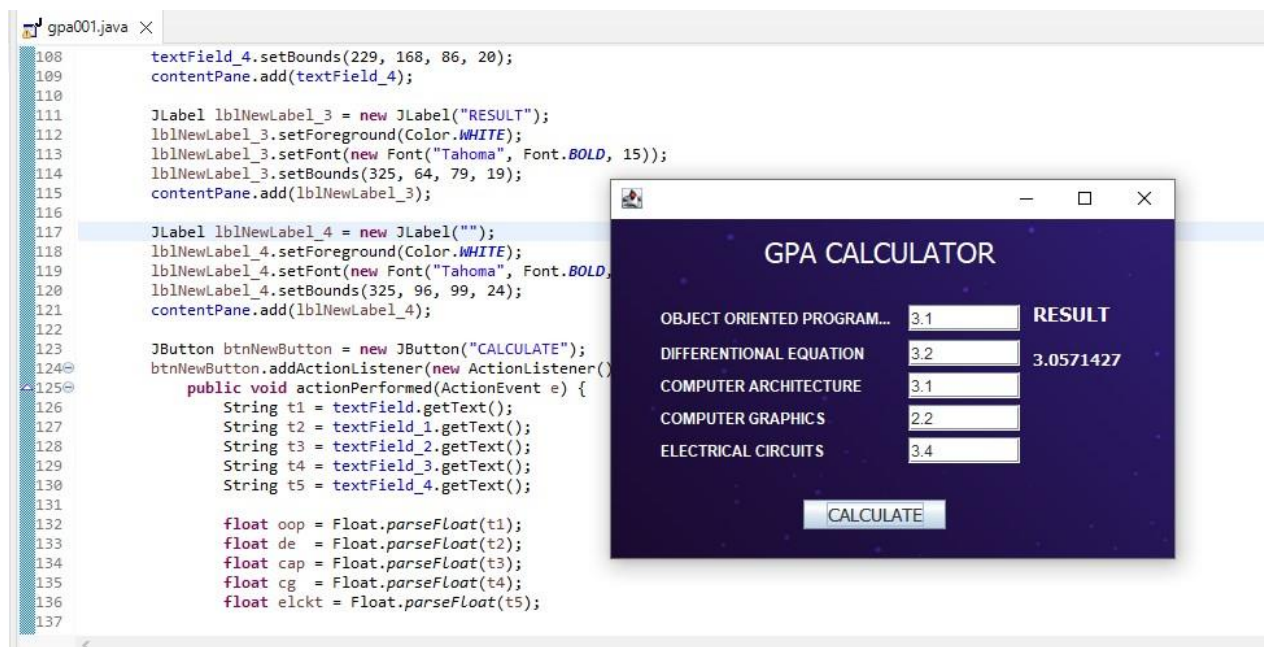 gpa001.java
108 textField_4.setBounds(229, 168, 86, 20);
109 contentPane.add(textField_4);
110
111 JLabel lblNewLabel_3 = new JLabel("RESULT");
112 lblNewLabel_3.setForeground(Color.WHITE);
113 lblNewLabel_3.setFont(new Font("Tahoma", Font.BOLD, 15));
114 lblNewLabel_3.setBounds(325, 64, 79, 19);
115 contentPane.add(lblNewLabel_3);
116
117 JLabel lblNewLabel_4 = new JLabel("");
118 lblNewLabel_4.setForeground(Color.WHITE);
119 lblNewLabel_4.setFont(new Font("Tahoma", Font.BOLD,
120 lblNewLabel_4.setBounds(325, 96, 99, 24);
121 contentPane.add(lblNewLabel_4);
122
123 JButton btnNewButton = new JButton("CALCULATE");
124 btnNewButton.addActionListener(new ActionListener()
125 public void actionPerformed(ActionEvent e) {
126 String t1 = textField.getText();
127 String t2 = textField_1.getText();
128 String t3 = textField_2.getText();
129 String t4 = textField_3.getText();
130 String t5 = textField_4.getText();
131
132 float oop = Float.parseFloat(t1);
133 float de  = Float.parseFloat(t2);
134 float cap = Float.parseFloat(t3);
135 float cg  = Float.parseFloat(t4);
136 float elckt = Float.parseFloat(t5);
137
GPA CALCULATOR
OBJECT ORIENTED PROGRAM... 3.1 RESULT
DIFFERENTIONAL EQUATION 3.2 3.0571427
COMPUTER ARCHITECTURE 3.1
COMPUTER GRAPHICS 2.2
ELECTRICAL CIRCUITS 3.4
CALCULATE